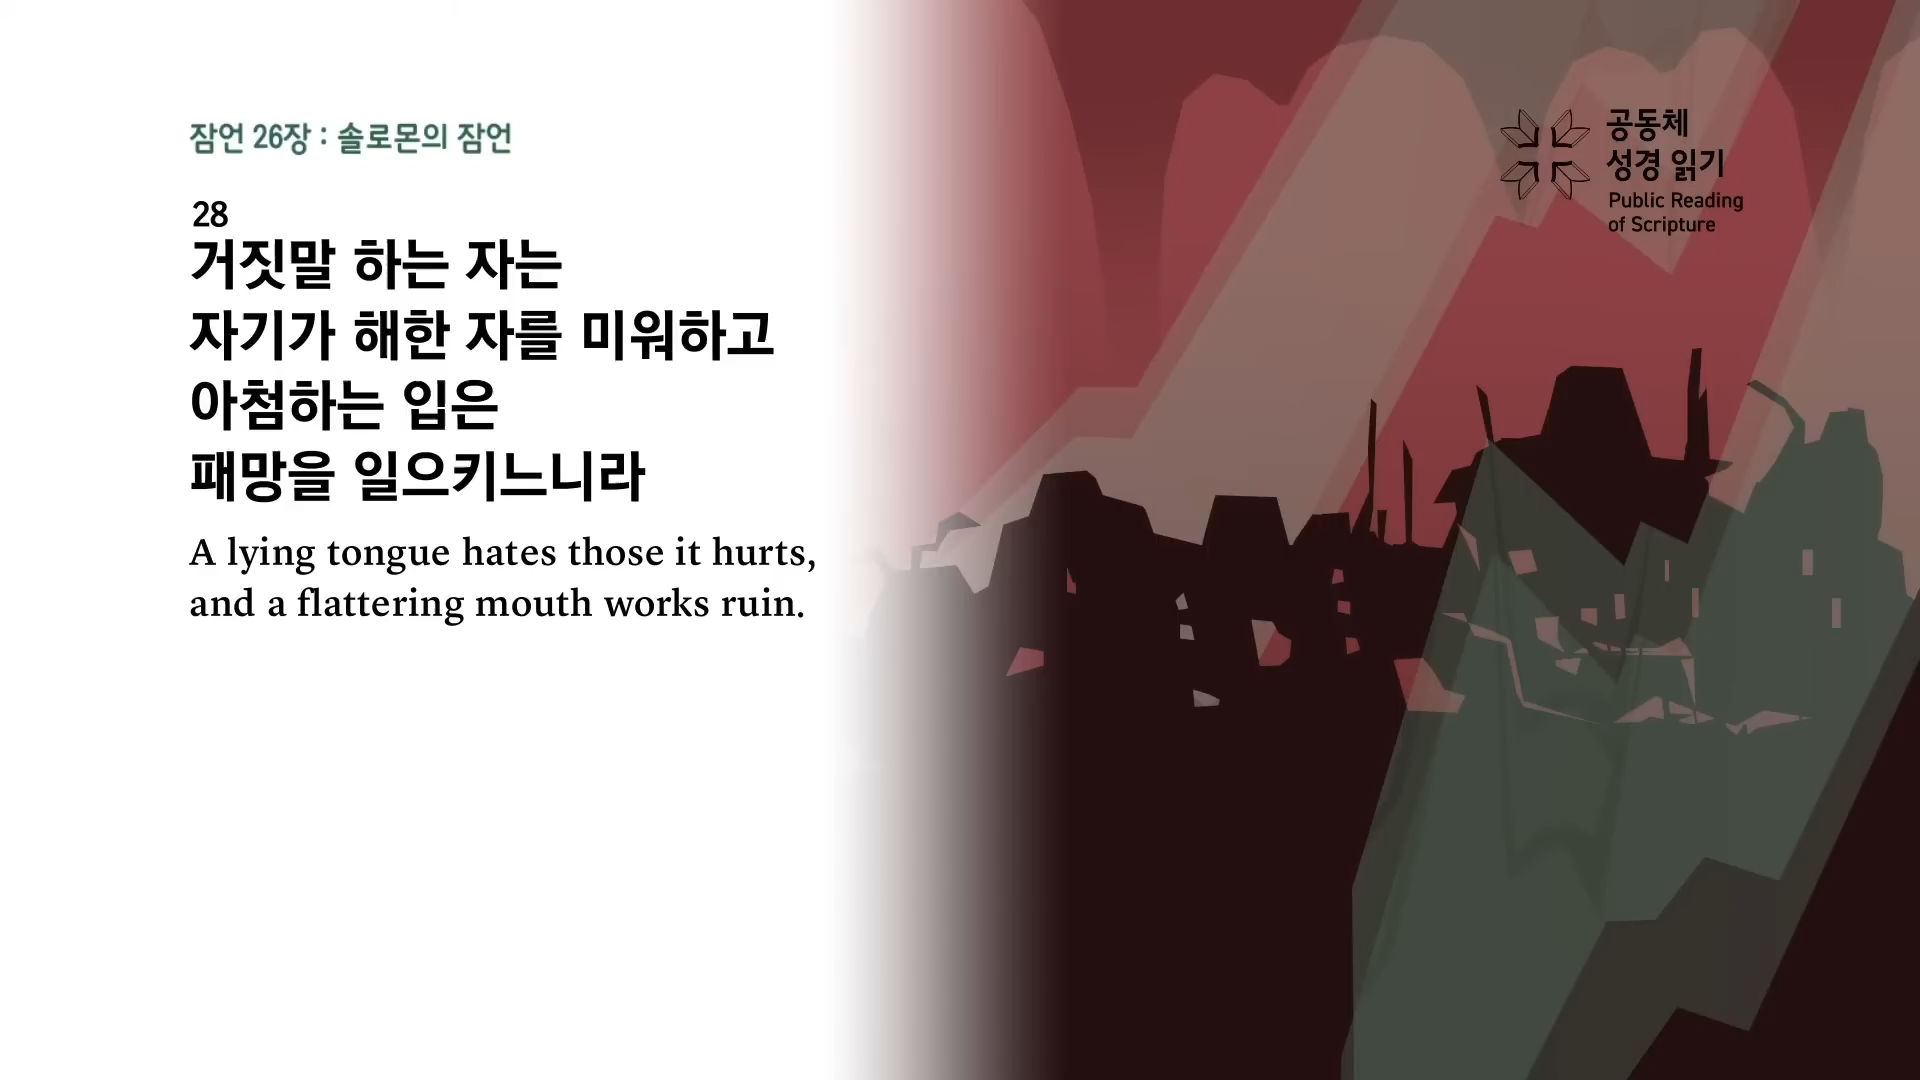 잠언 26장 : 솔로몬의 잠언
28
거짓말 하는 자는
자기가 해한 자를 미워하고
아첨하는 입은
패망을 일으키느니라
A lying tongue hates those it hurts,
and a flattering mouth works ruin.
공동체
성경 읽기
Public Reading
of Scripture